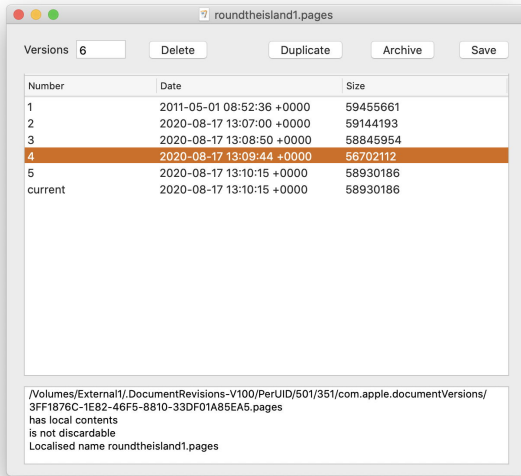 roundtheisland1.pages
Versions 6 Delete Duplicate Archive Save
Number Date Size
1 2011-05-01 08:52:36 +0000 59455661
2 2020-08-17 13:07:00 +0000 59144193
3 2020-08-17 13:08:50 +0000 58845954
4 2020-08-17 13:09:44 +0000 56702112
5 2020-08-17 13:10:15 +0000 58930186
current 2020-08-17 13:10:15 +0000 58930186
/Volumes/External1/.DocumentRevisions-V100/PerUID/501/351/com.apple.documentVersions/
3FF1876C-1E82-46F5-8810-33DF01A85EA5.pages
has local contents
is not discardable
Localised name roundtheisland1.pages